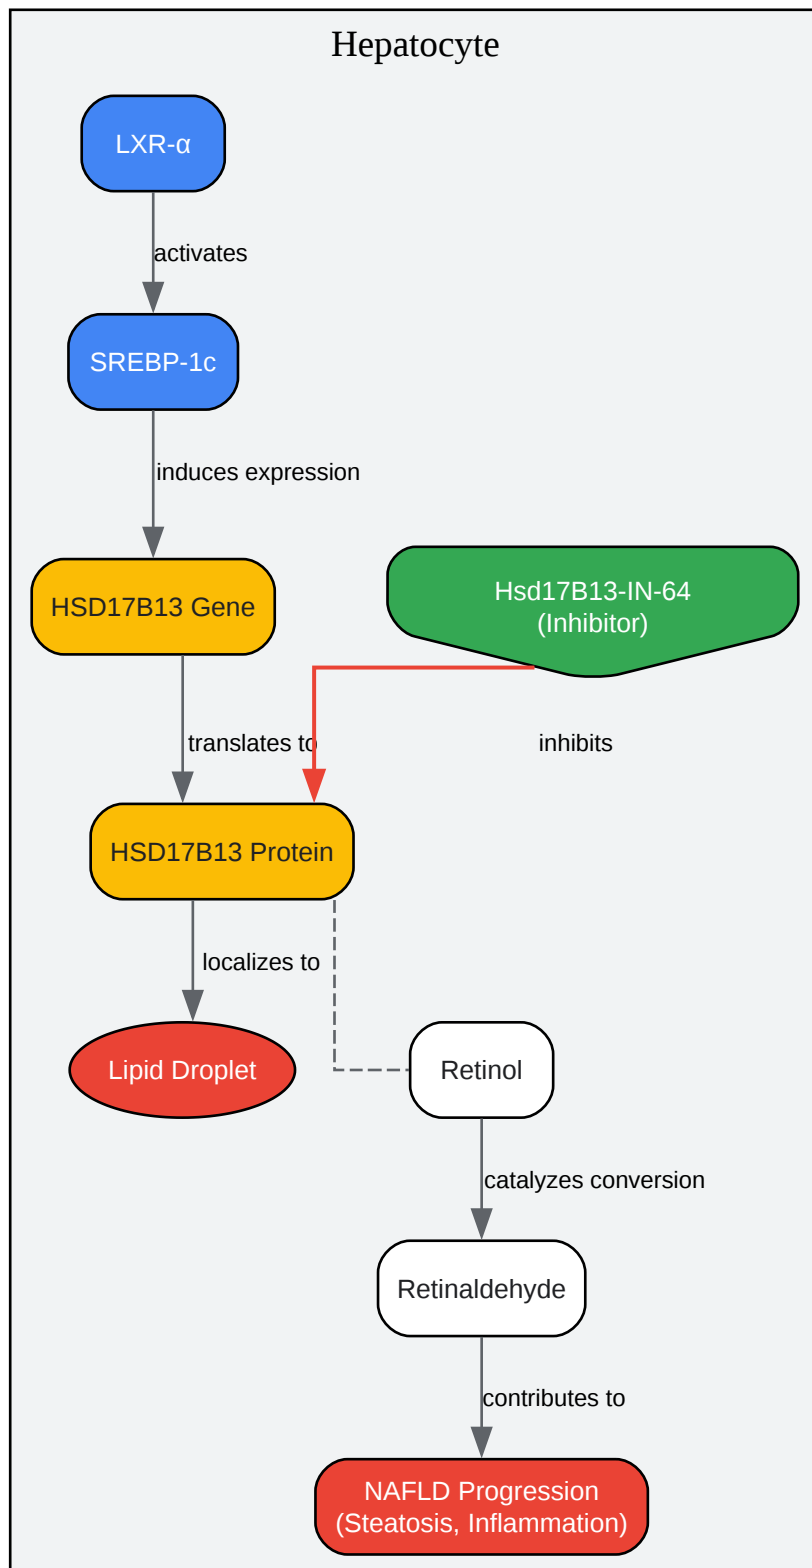 Hepatocyte
LXR-α
activates
SREBP-1c
induces expression
HSD17B13 Gene
Hsd17B13-IN-64
(Inhibitor)
translates to
inhibits
HSD17B13 Protein
localizes to
Lipid Droplet
Retinol
catalyzes conversion
Retinaldehyde
contributes to
NAFLD Progression
(Steatosis, Inflammation)